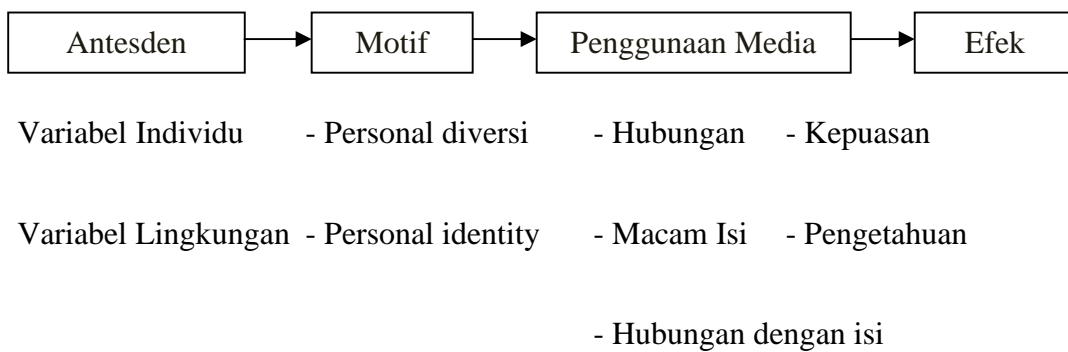 Antesden Motif Penggunaan Media Efek
Variabel Individu - Personal diversi - Hubungan - Kepuasan
Variabel Lingkungan - Personal identity - Macam Isi - Pengetahuan
- Hubungan dengan isi